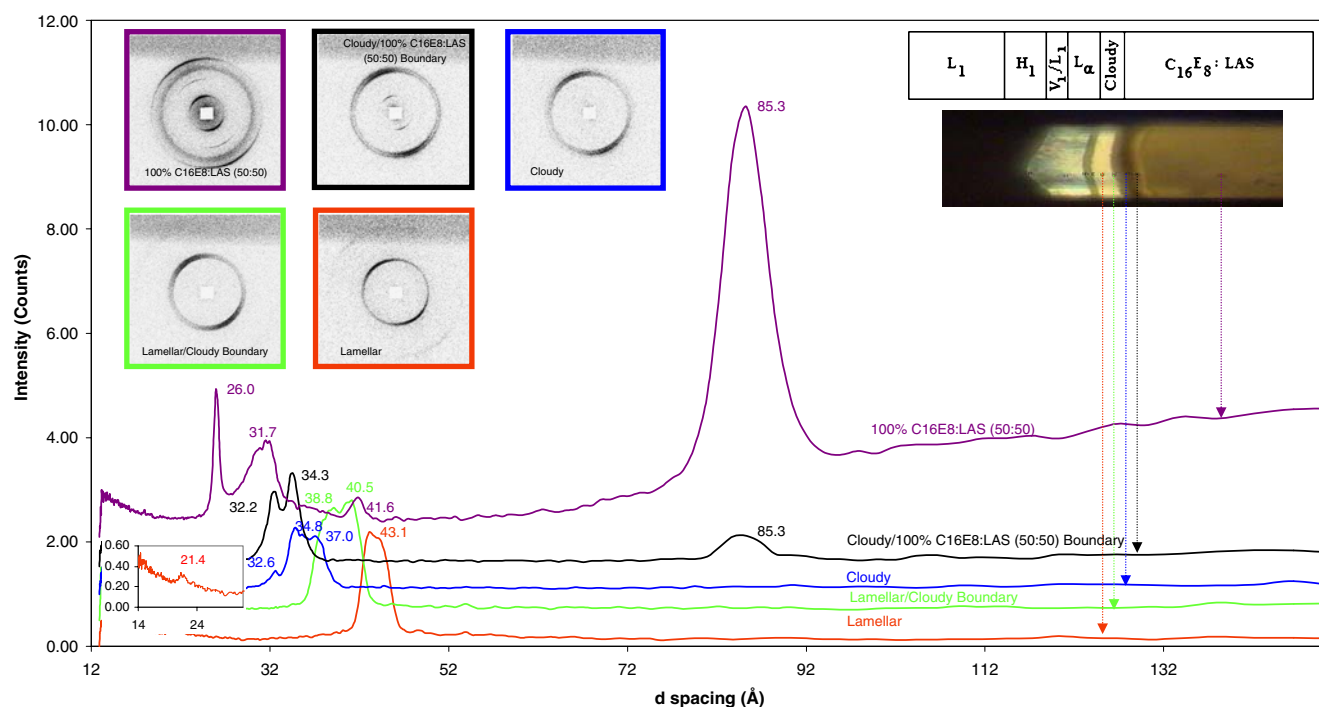 12.00
10.00
8.00
6.00
4.00
2.00
0.00
Intensity (Counts)
100% C16E8:LAS (50:50)
Cloudy/100% C16E8:LAS
(50:50) Boundary
Cloudy
Lamellar/Cloudy Boundary
Lamellar
L1
H1
V1/L1
Lα
Cloudy
C16E8: LAS
85.3
26.0
31.7
41.6
100% C16E8:LAS (50:50)
32.2
34.3
85.3
Cloudy/100% C16E8:LAS (50:50) Boundary
32.6
34.8
37.0
Cloudy
38.8
40.5
Lamellar/Cloudy Boundary
43.1
Lamellar
0.60
0.40
0.20
0.00
21.4
14
24
12
32
52
72
92
112
132
d spacing (Å)